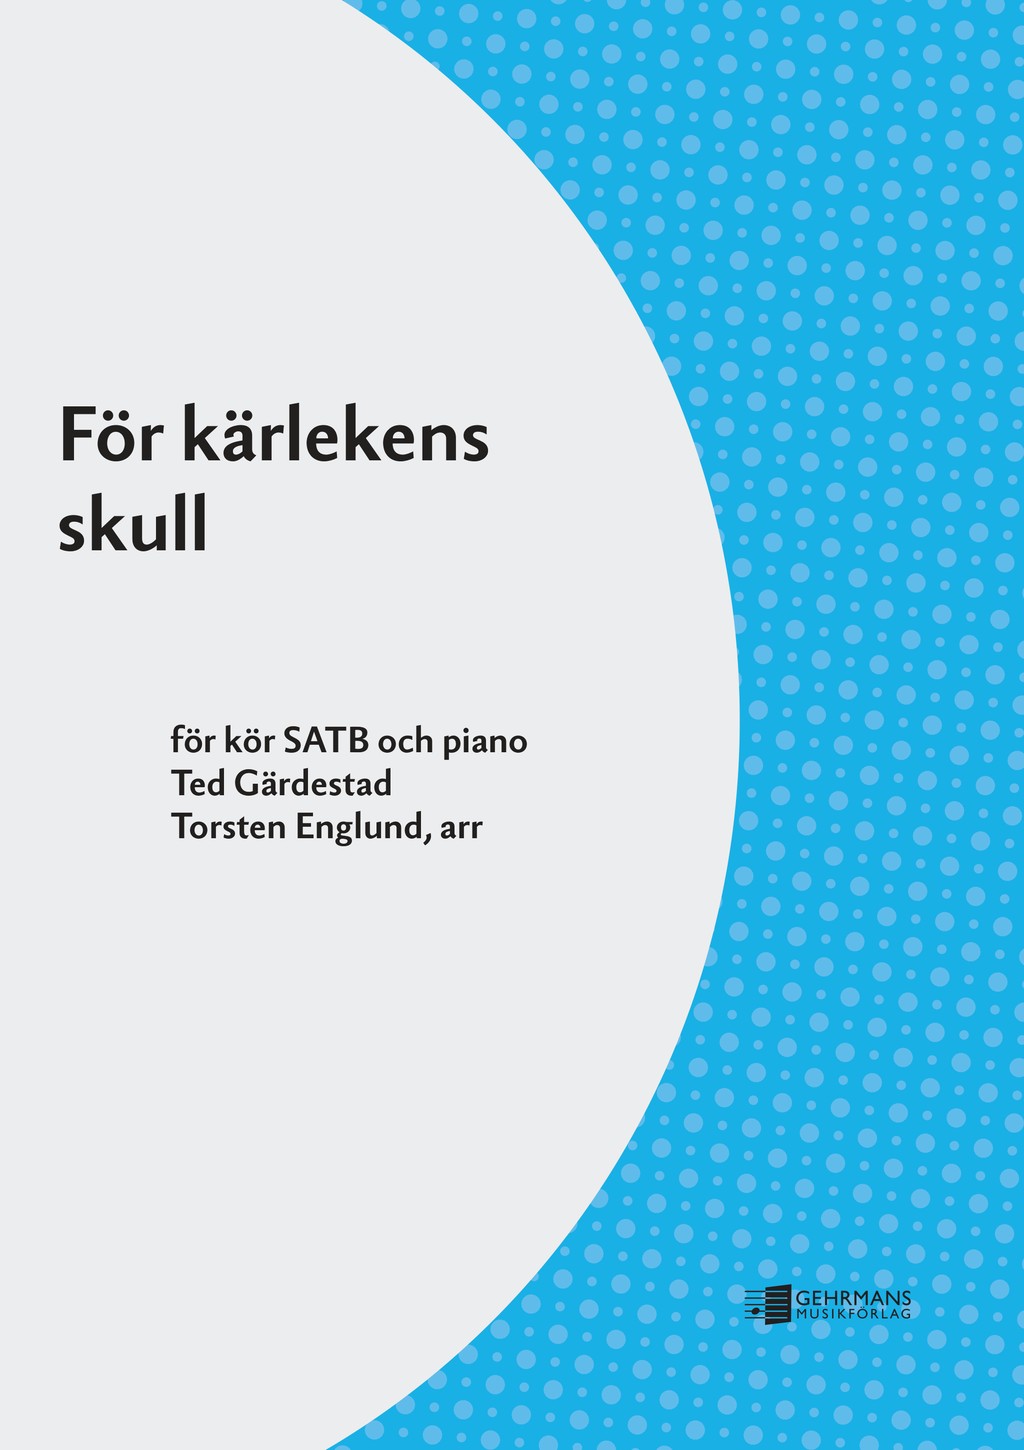 För kärlekens
skull
för kör SATB och piano
Ted Gärdestad
Torsten Englund, arr
GEHRMANS
MUSIKFÖRLAG